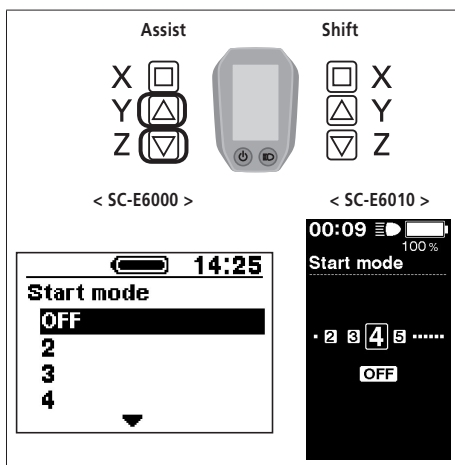 Assist Shift
X X
Y Y
Z Z
< SC-E6000 > < SC-E6010 >
14:25
Start mode
OFF
2
3
4
00:09
100 %
Start mode
2 3 4 5
OFF